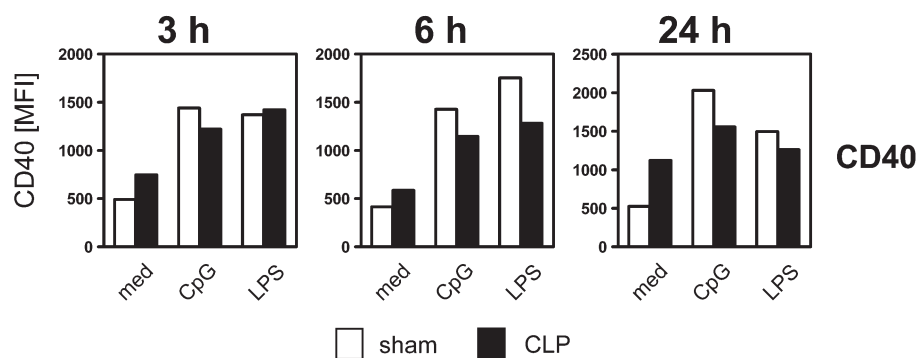 3 h 6 h 24 h
CD40 [MFI]
2000 2000 2500
1500 1500 2000
1000 1000 1500
500 500 1000
0 0 500
0
med CpG LPS med CpG LPS med CpG LPS
CD40
sham CLP